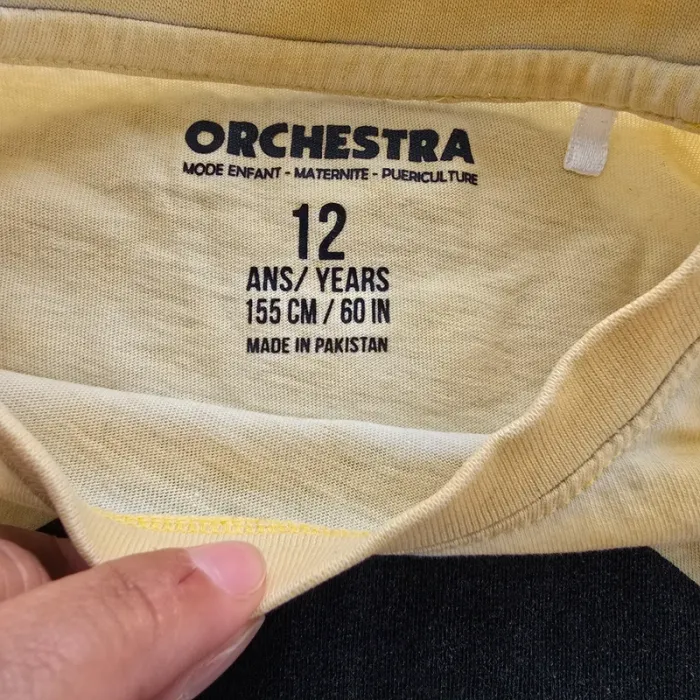 ORCHESTRA
MODE ENFANT - MATERNITE - PUERICULTURE
12
ANS/ YEARS
155 CM / 60 IN
MADE IN PAKISTAN